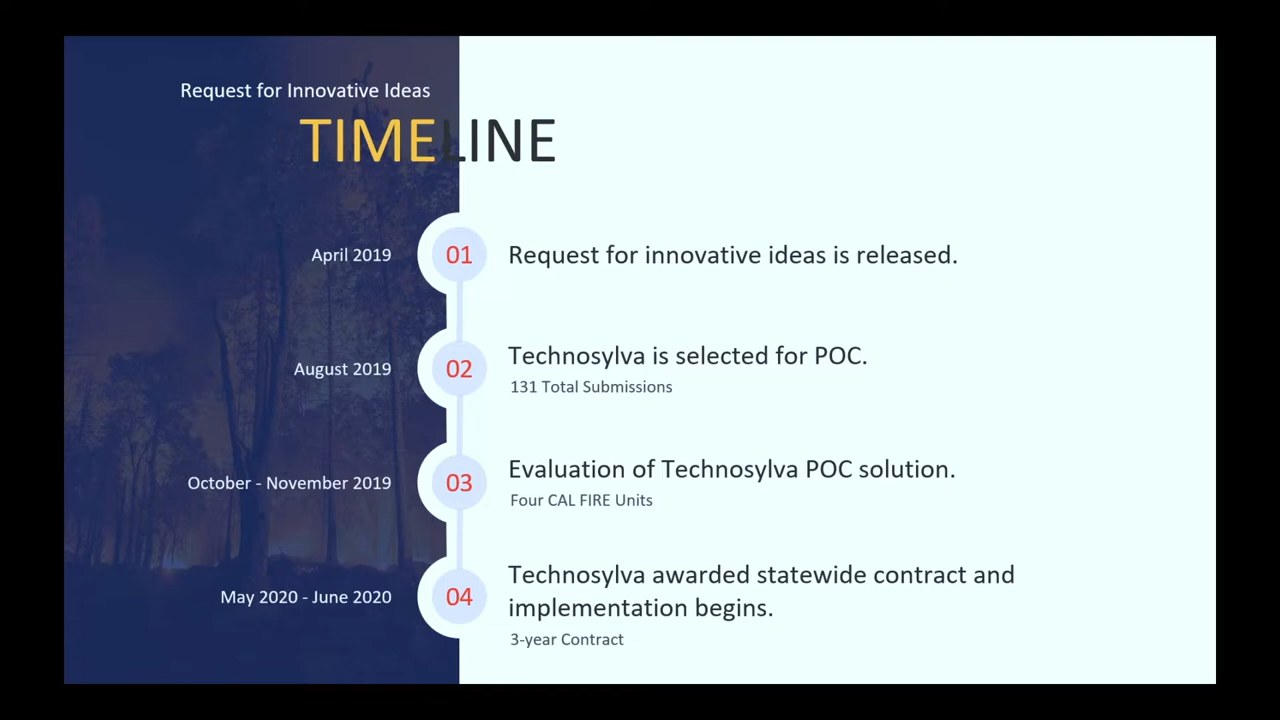 Request for Innovative Ideas
TIMELINE
April 2019
01
Request for innovative ideas is released.
August 2019
02
Technosylva is selected for POC.
131 Total Submissions
October - November 2019
03
Evaluation of Technosylva POC solution.
Four CAL FIRE Units
May 2020 - June 2020
04
Technosylva awarded statewide contract and
implementation begins.
3-year Contract